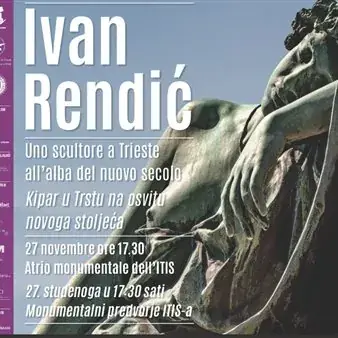 Ivan
Rendić
Uno scultore a Trieste
all'alba del nuovo secolo
Kipar u Trstu na osvitu
novoga stoljeća
27 novembre ore 17.30
Atrio monumentale dell'ITIS
27. studenoga u 17:30 sati
Monumentalni predvorje ITIS-a